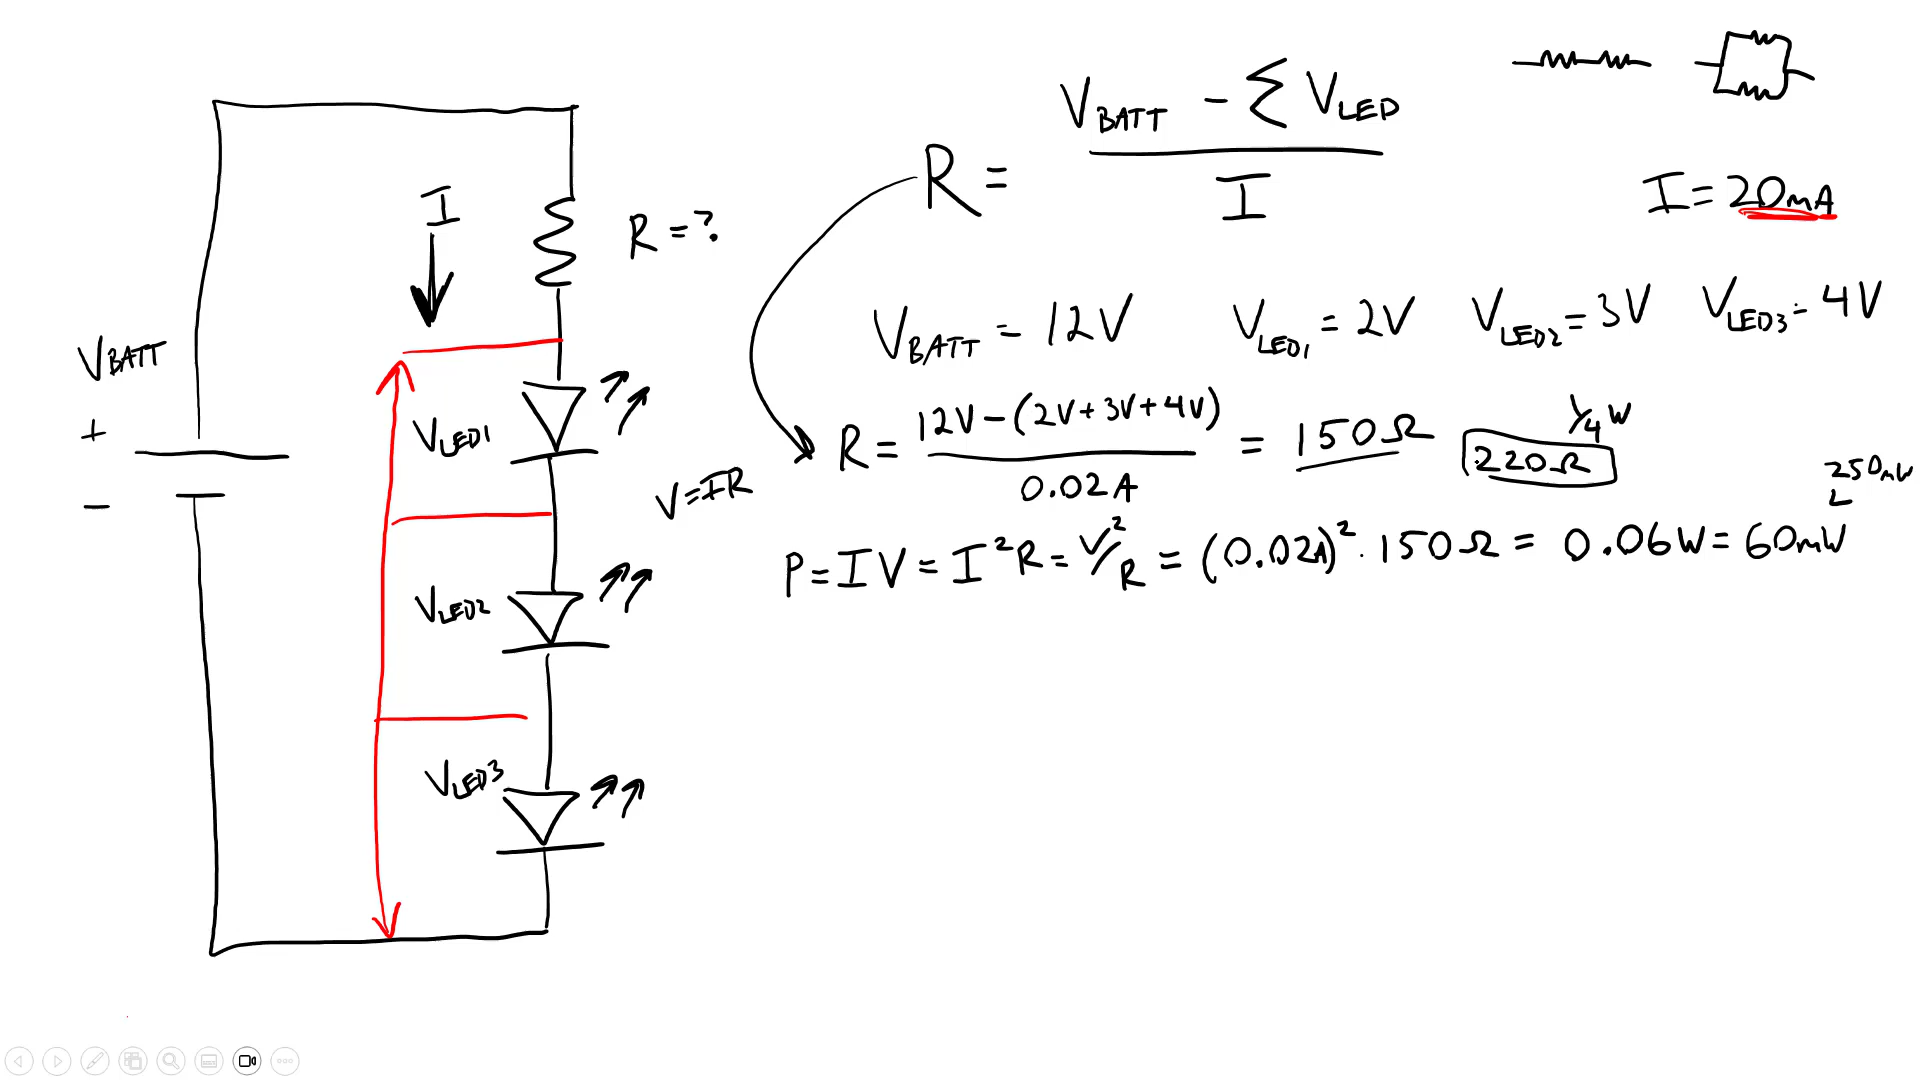 V_BATT - Σ V_LED
R = I
I = 20mA
I
R = ?
V_BATT = 12V V_LED1 = 2V V_LED2 = 3V V_LED3 = 4V
V_BATT
+
-
V_LED1
V=IR
R = 12V-(2V+3V+4V) = 150Ω 220Ω 1/4 W
0.02A
250mW
P = IV = I²R = V²/R = (0.02A)² · 150Ω = 0.06W = 60mW
V_LED2
V_LED3